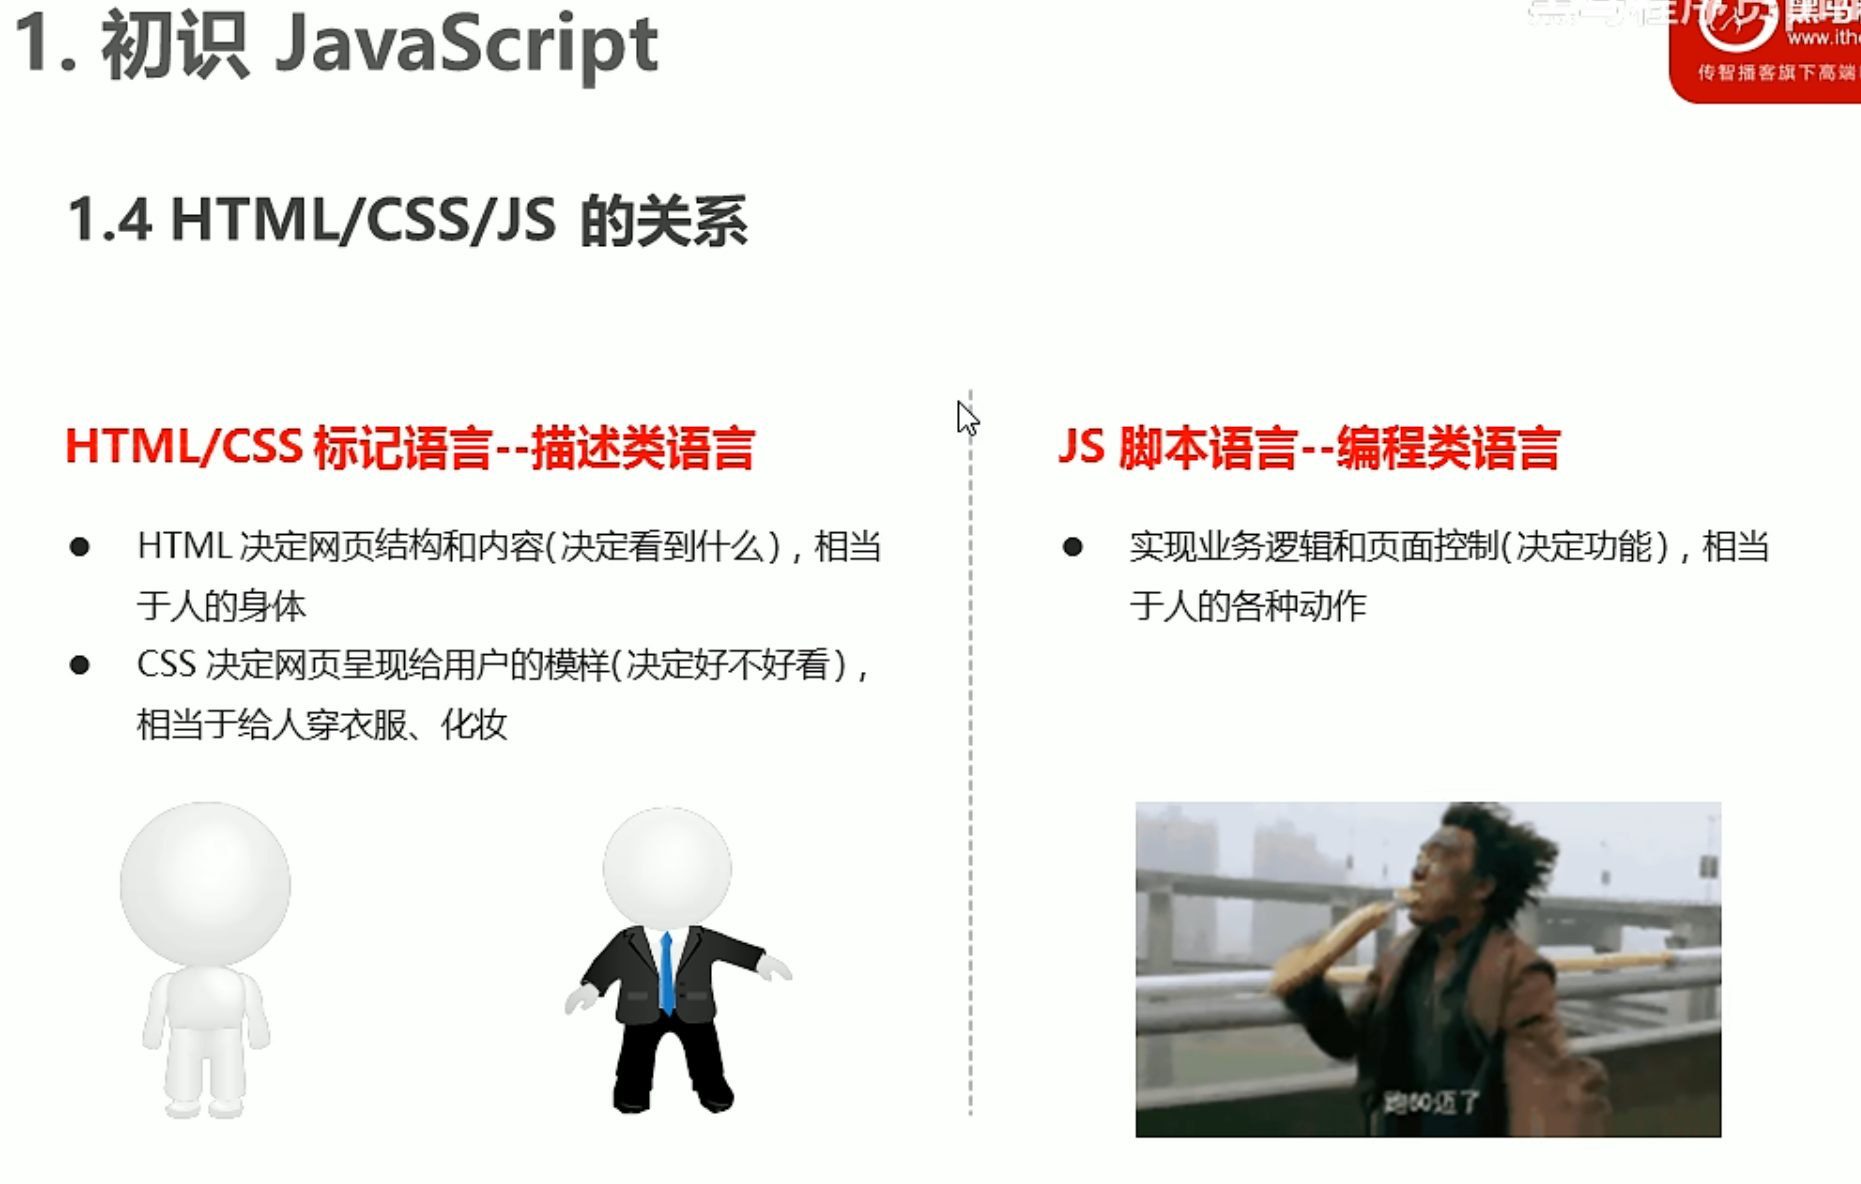 1. 初识 JavaScript
www.ith
传智播客旗下高端
1.4 HTML/CSS/JS 的关系
HTML/CSS 标记语言--描述类语言
● HTML 决定网页结构和内容(决定看到什么)，相当
于人的身体
● CSS 决定网页呈现给用户的模样(决定好不好看)，
相当于给人穿衣服、化妆
JS 脚本语言--编程类语言
● 实现业务逻辑和页面控制(决定功能)，相当
于人的各种动作
跑60迈了